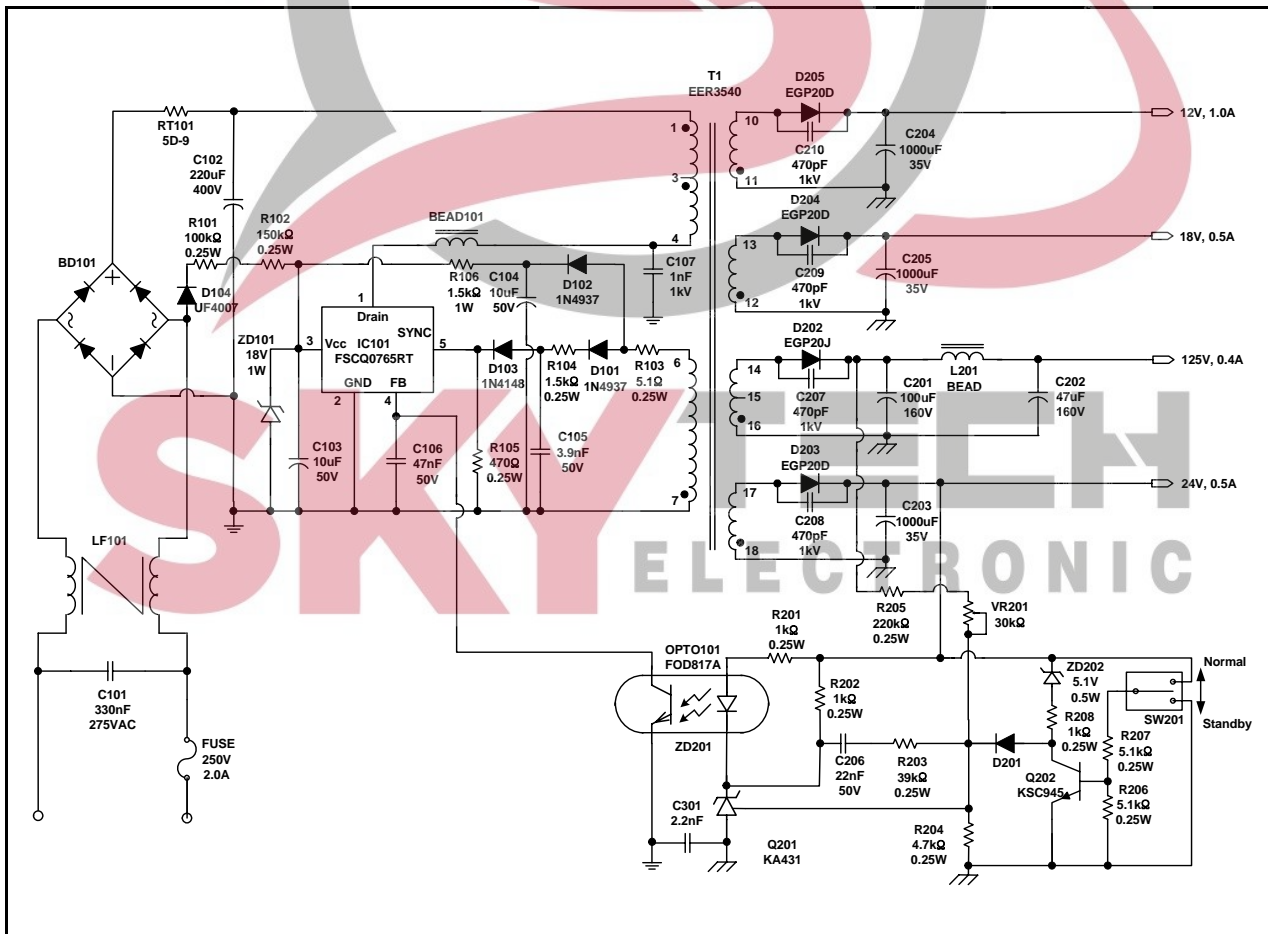 T1
EER3540
D205
EGP20D
12V, 1.0A
RT101
5D-9
1
10
C204
1000uF
35V
C210
470pF
1kV
C102
220uF
400V
3
11
D204
EGP20D
BEAD101
R101
100kΩ
0.25W
R102
150kΩ
0.25W
4
13
18V, 0.5A
BD101
C107
1nF
1kV
C209
470pF
1kV
C205
1000uF
35V
R106
1.5kΩ
1W
C104
10uF
50V
D102
1N4937
D104
UF4007
12
1
Drain
SYNC
D202
EGP20J
ZD101
18V
1W
3
Vcc
IC101
FSCQ0765RT
5
D103
1N4148
R104
1.5kΩ
0.25W
D101
1N4937
R103
5.1Ω
0.25W
6
14
125V, 0.4A
L201
BEAD
GND
FB
2
4
15
C207
470pF
1kV
C201
100uF
160V
C202
47uF
160V
16
SKYTECH
ELECTRONIC
C103
10uF
50V
C106
47nF
50V
R105
470Ω
0.25W
C105
3.9nF
50V
D203
EGP20D
7
17
24V, 0.5A
C208
470pF
1kV
C203
1000uF
35V
LF101
18
R205
220kΩ
0.25W
VR201
30kΩ
R201
1kΩ
0.25W
OPTO101
FOD817A
R202
1kΩ
0.25W
ZD202
5.1V
0.5W
Normal
C101
330nF
275VAC
R208
1kΩ
0.25W
SW201
Standby
FUSE
250V
2.0A
ZD201
C206
22nF
50V
R203
39kΩ
0.25W
D201
R207
5.1kΩ
0.25W
Q202
KSC945
R206
5.1kΩ
0.25W
C301
2.2nF
Q201
KA431
R204
4.7kΩ
0.25W